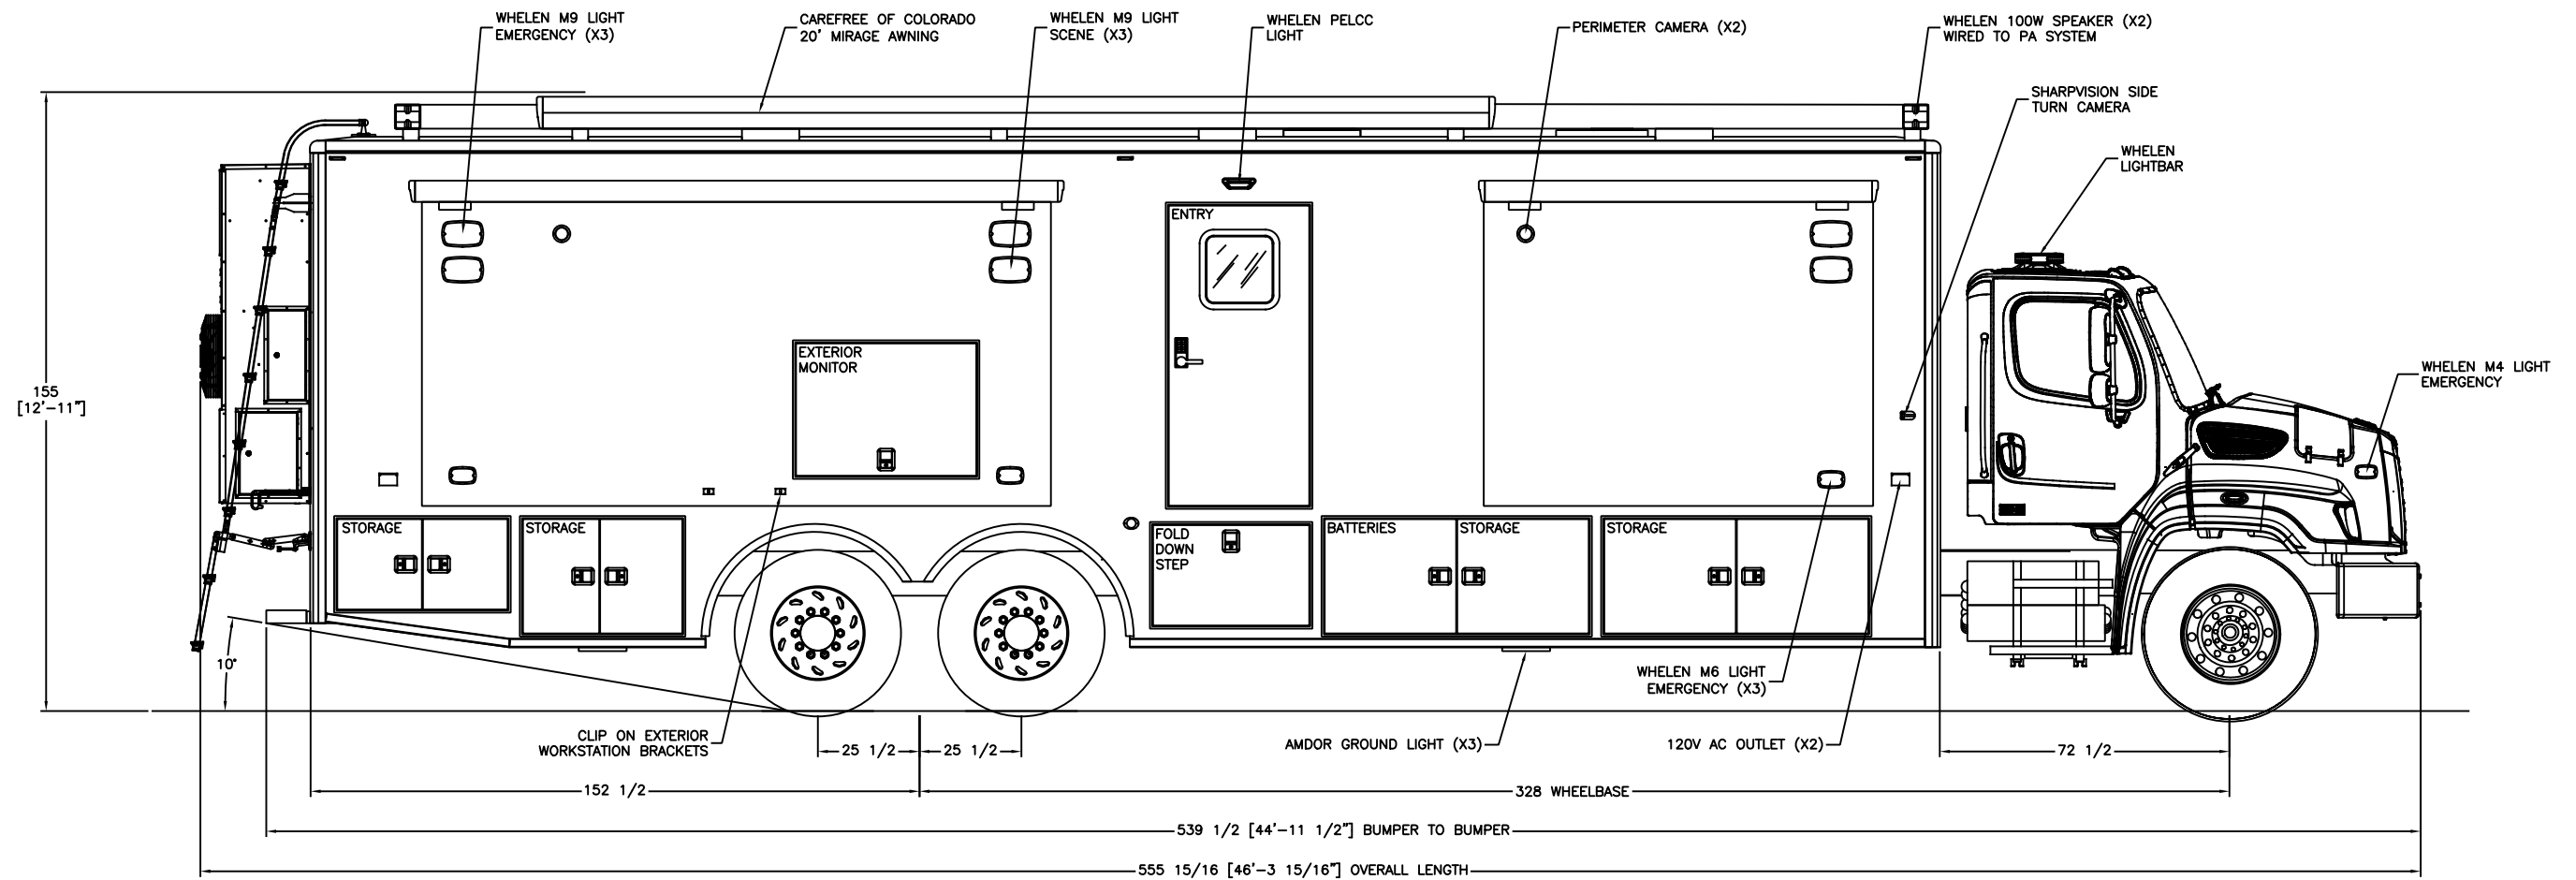 WHELEN M9 LIGHT
EMERGENCY (X3)
CAREFREE OF COLORADO
20' MIRAGE AWNING
WHELEN M9 LIGHT
SCENE (X3)
WHELEN PELCC
LIGHT
PERIMETER CAMERA (X2)
WHELEN 100W SPEAKER (X2)
WIRED TO PA SYSTEM
SHARPVISION SIDE
TURN CAMERA
WHELEN
LIGHTBAR
WHELEN M4 LIGHT
EMERGENCY
ENTRY
EXTERIOR
MONITOR
155
[12'-11"]
STORAGE
STORAGE
FOLD
DOWN
STEP
BATTERIES
STORAGE
STORAGE
10°
WHELEN M6 LIGHT
EMERGENCY (X3)
CLIP ON EXTERIOR
WORKSTATION BRACKETS
25 1/2
25 1/2
AMDOR GROUND LIGHT (X3)
120V AC OUTLET (X2)
72 1/2
152 1/2
328 WHEELBASE
539 1/2 [44'-11 1/2"] BUMPER TO BUMPER
555 15/16 [46'-3 15/16"] OVERALL LENGTH